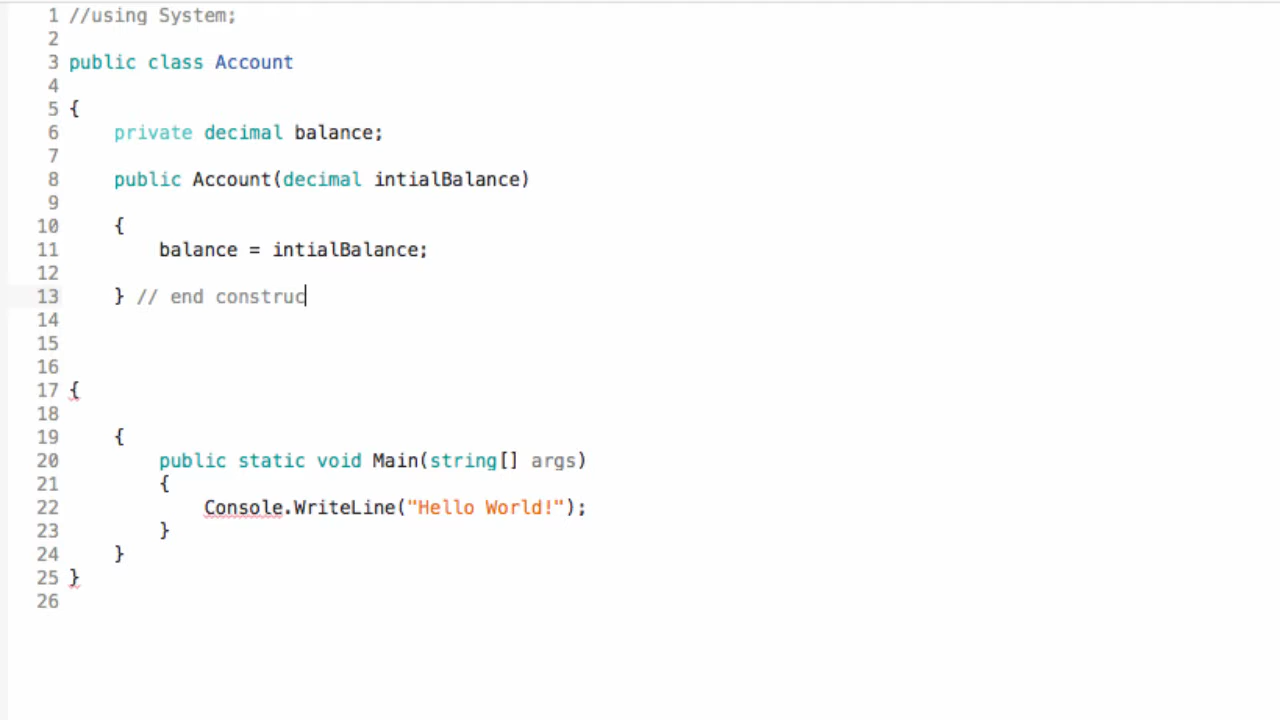 1 //using System;
2
3 public class Account
4
5 {
6     private decimal balance;
7
8     public Account(decimal intialBalance)
9
10     {
11         balance = intialBalance;
12
13     } // end construc
14
15
16
17 {
18
19     {
20         public static void Main(string[] args)
21         {
22             Console.WriteLine("Hello World!");
23         }
24     }
25 }
26